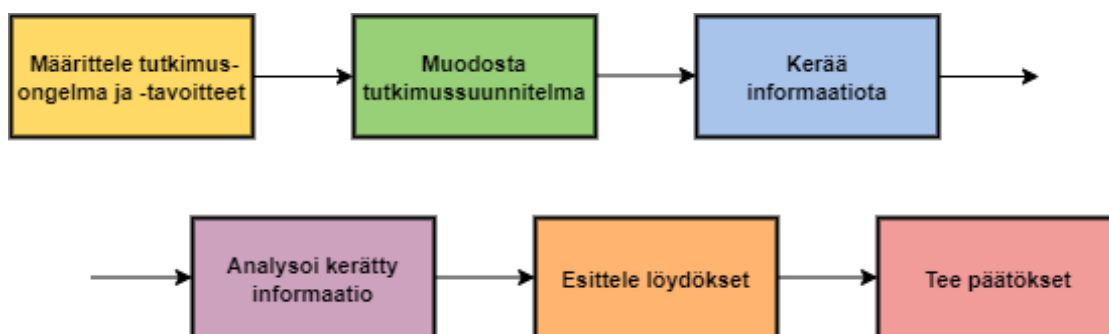 Määrittele tutkimus-
ongelma ja -tavoitteet
Muodosta
tutkimussuunnitelma
Kerää
informaatiota
Analysoi kerätty
informaatio
Esittele löydökset
Tee päätökset